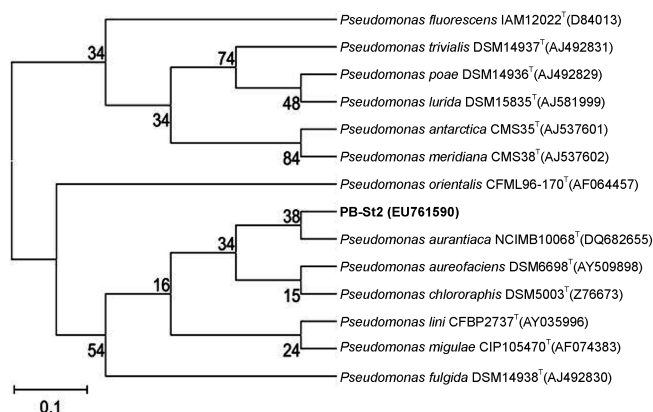 Pseudomonas fluorescens IAM12022T(D84013)
34
Pseudomonas trivialis DSM14937T(AJ492831)
74
Pseudomonas poae DSM14936T(AJ492829)
48
Pseudomonas lurida DSM15835T(AJ581999)
34
Pseudomonas antarctica CMS35T(AJ537601)
84
Pseudomonas meridiana CMS38T(AJ537602)
Pseudomonas orientalis CFML96-170T(AF064457)
38
PB-St2 (EU761590)
34
Pseudomonas aurantiaca NCIMB10068T(DQ682655)
16
Pseudomonas aureofaciens DSM6698T(AY509898)
15
Pseudomonas chlororaphis DSM5003T(Z76673)
Pseudomonas lini CFBP2737T(AY035996)
54
24
Pseudomonas migulae CIP105470T(AF074383)
Pseudomonas fulgida DSM14938T(AJ492830)
0.1